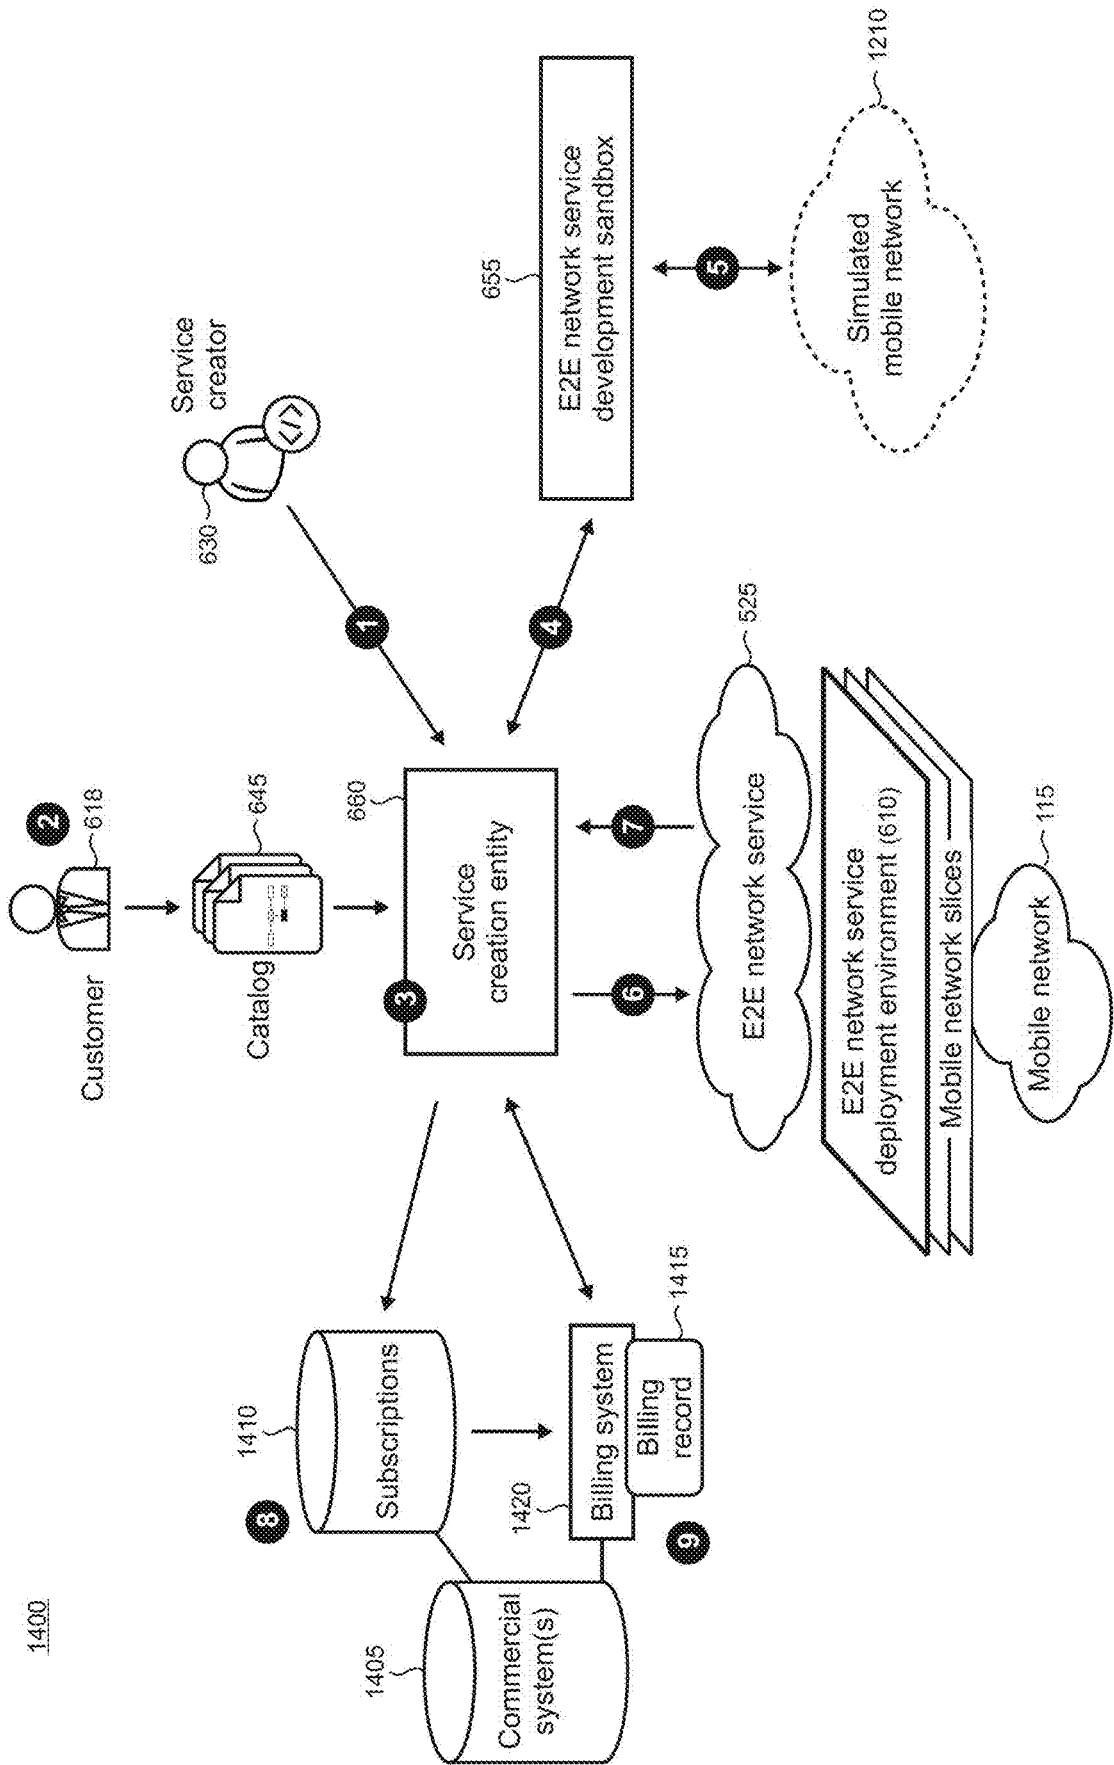 1400
2
618
Customer
645
Catalog
Service
creator
630
</>
1
660
3
Service
creation entity
4
655
E2E network service
development sandbox
5
1210
Simulated
mobile network
6
7
525
E2E network service
E2E network service
deployment environment (610)
Mobile network slices
115
Mobile network
8
1410
Subscriptions
1405
Commercial
system(s)
1420
Billing system
1415
Billing
record
9